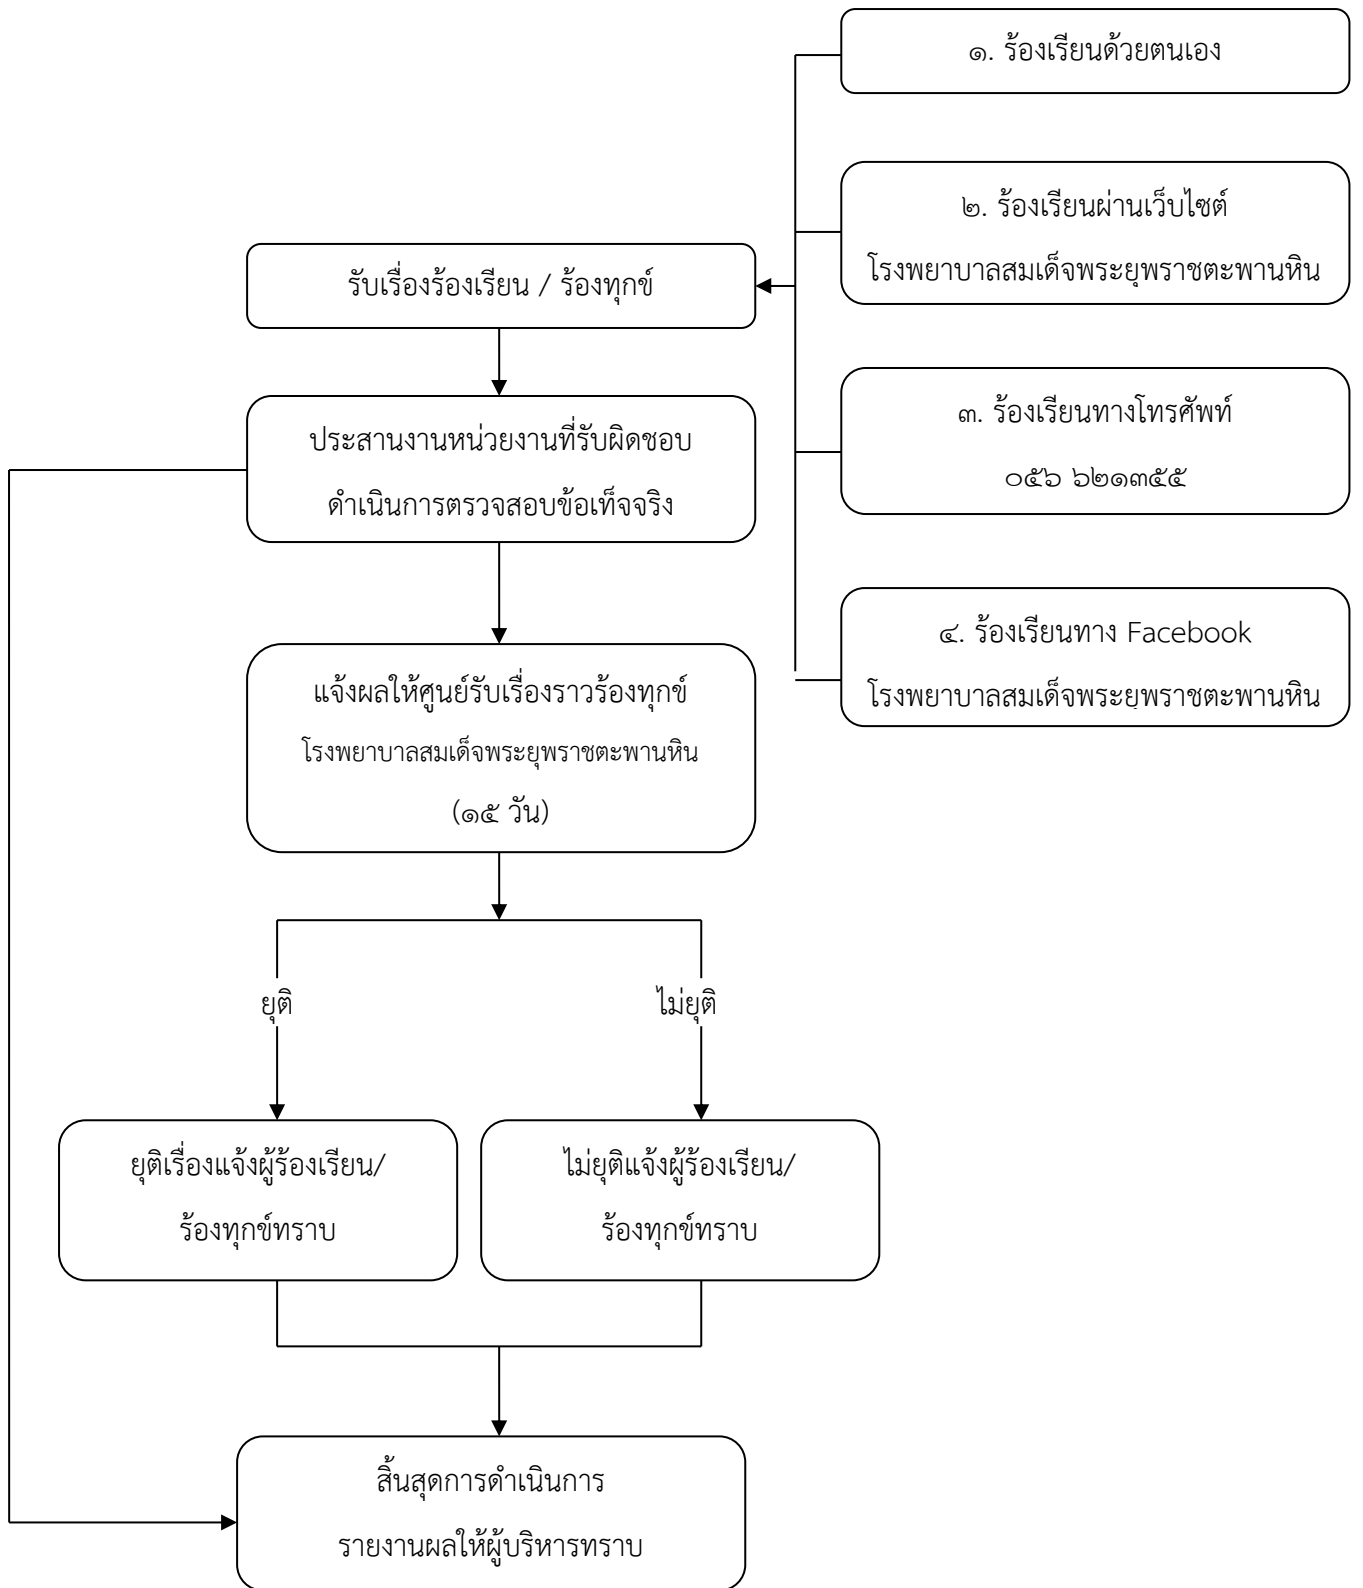 ๑. ร้องเรียนด้วยตนเอง
๒. ร้องเรียนผ่านเว็บไซต์
โรงพยาบาลสมเด็จพระยุพราชตะพานหิน
๓. ร้องเรียนทางโทรศัพท์
๐๕๖ ๖๒๑๓๕๕
๔. ร้องเรียนทาง Facebook
โรงพยาบาลสมเด็จพระยุพราชตะพานหิน
รับเรื่องร้องเรียน / ร้องทุกข์
ประสานงานหน่วยงานที่รับผิดชอบ
ดำเนินการตรวจสอบข้อเท็จจริง
แจ้งผลให้ศูนย์รับเรื่องราวร้องทุกข์
โรงพยาบาลสมเด็จพระยุพราชตะพานหิน
(๑๕ วัน)
ยุติ
ไม่ยุติ
ยุติเรื่องแจ้งผู้ร้องเรียน/
ร้องทุกข์ทราบ
ไม่ยุติแจ้งผู้ร้องเรียน/
ร้องทุกข์ทราบ
สิ้นสุดการดำเนินการ
รายงานผลให้ผู้บริหารทราบ